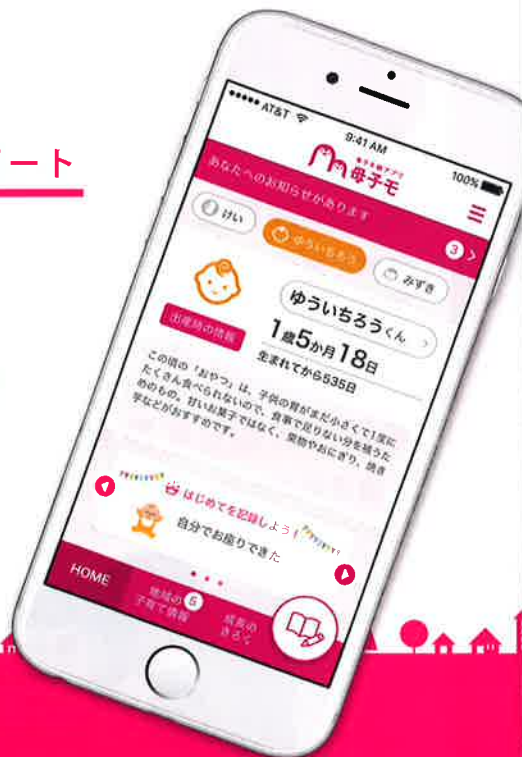 ート
AT&T
9:41 AM
100%
母子手帳アプリ
母子モ
あなたへのお知らせがあります
3
けい
ゆういちろう
みずき
ゆういちろうくん
1歳5か月18日
生まれてから535日
出産時の情報
この頃の「おやつ」は、子供の胃がまだ小さくて1度に
たくさん食べられないので、食事で足りない分を補うた
めのもの。甘いお菓子ではなく、果物やおにぎり、焼き
芋などがおすすめです。
はじめてを記録しよう!
自分でお座りできた
HOME
地域の
子育て情報
5
成長の
きろく